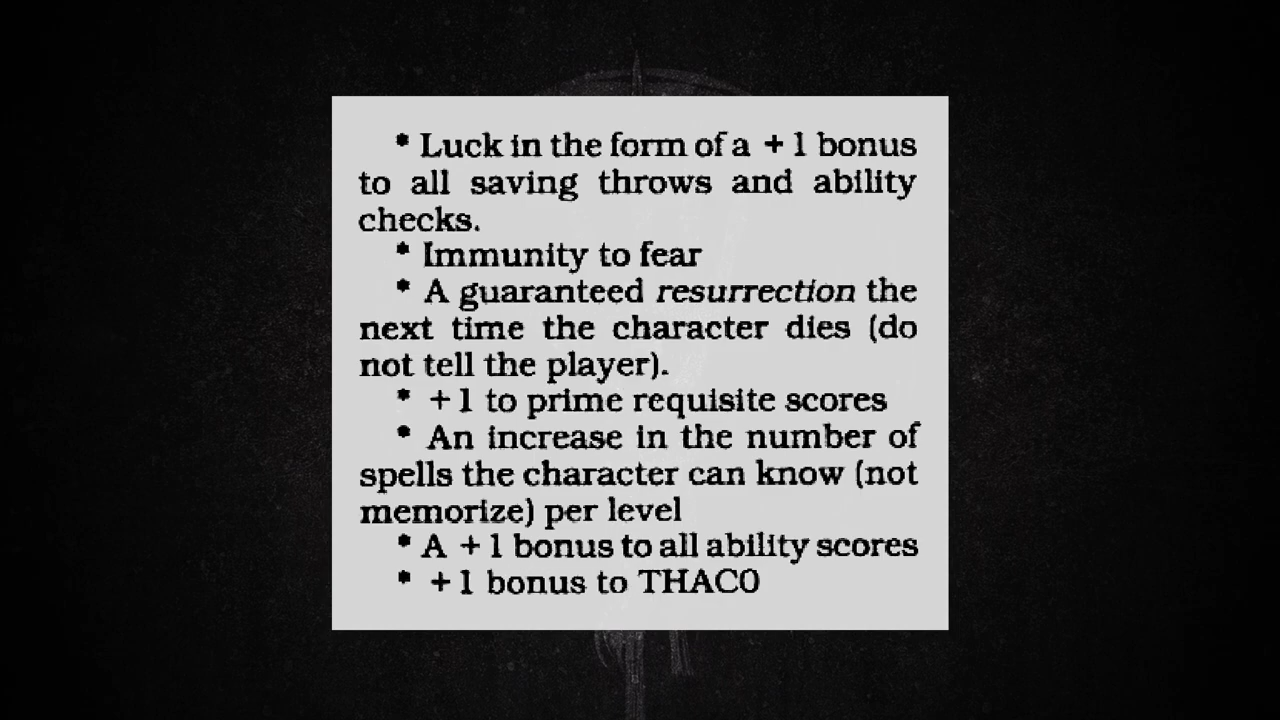 * Luck in the form of a +1 bonus
to all saving throws and ability
checks.
* Immunity to fear
* A guaranteed resurrection the
next time the character dies (do
not tell the player).
* +1 to prime requisite scores
* An increase in the number of
spells the character can know (not
memorize) per level
* A +1 bonus to all ability scores
* +1 bonus to THAC0